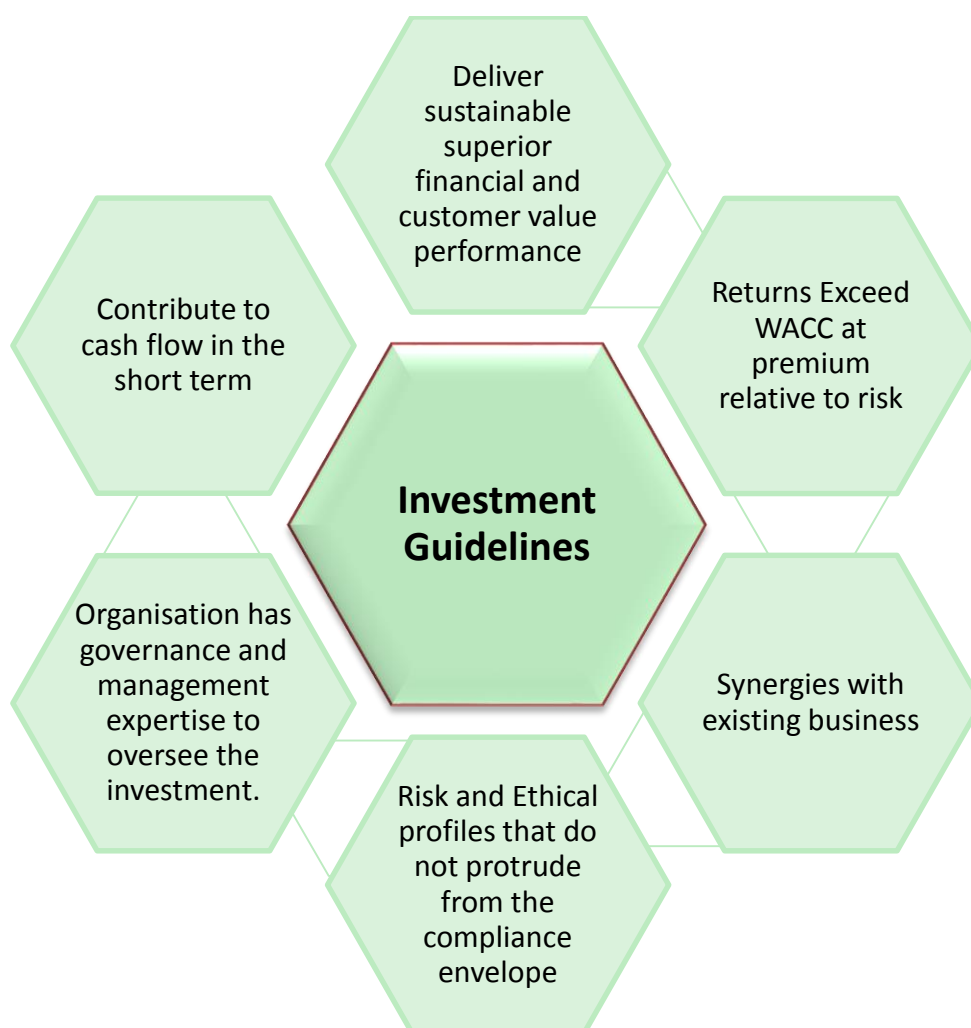 Deliver
sustainable
superior
financial and
customer value
performance
Returns Exceed
WACC at
premium
relative to risk
Synergies with
existing business
Risk and Ethical
profiles that do
not protrude
from the
compliance
envelope
Organisation has
governance and
management
expertise to
oversee the
investment.
Contribute to
cash flow in the
short term
Investment
Guidelines